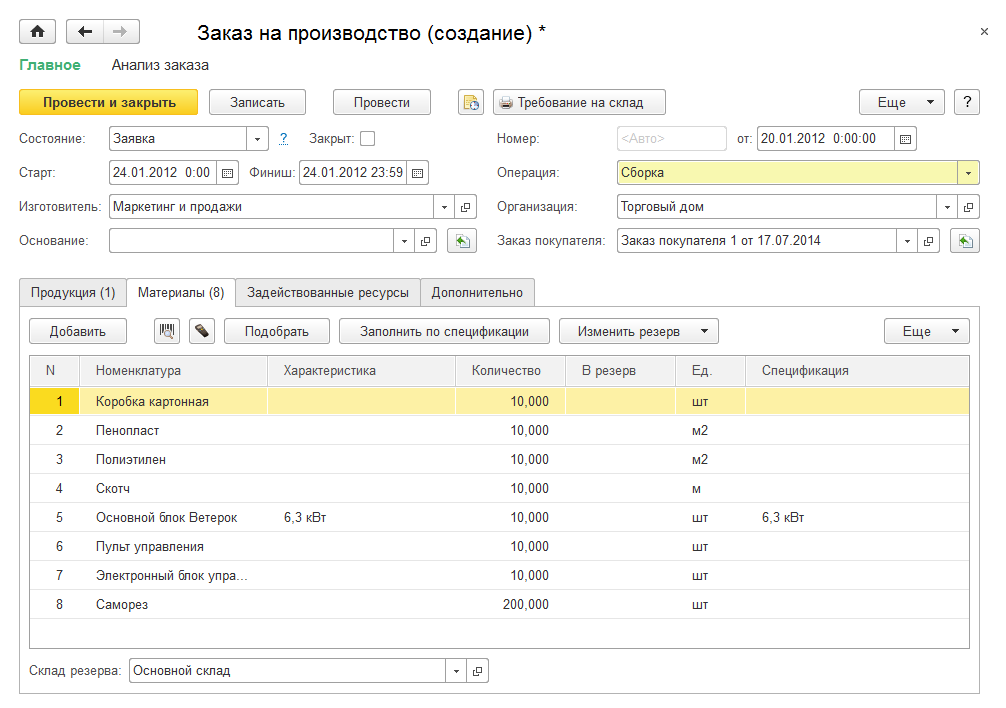 Заказ на производство (создание) *
Главное Анализ заказа
Провести и закрыть Записать Провести Требование на склад Еще ?
Состояние: Заявка ? Закрыт: Номер: <Авто> от: 20.01.2012 0:00:00
Старт: 24.01.2012 0:00 Финиш: 24.01.2012 23:59 Операция: Сборка
Изготовитель: Маркетинг и продажи Организация: Торговый дом
Основание: Заказ покупателя: Заказ покупателя 1 от 17.07.2014
Продукция (1) Материалы (8) Задействованные ресурсы Дополнительно
Добавить Подобрать Заполнить по спецификации Изменить резерв Еще
N Номенклатура Характеристика Количество В резерв Ед. Спецификация
1 Коробка картонная 10,000 шт
2 Пенопласт 10,000 м2
3 Полиэтилен 10,000 м2
4 Скотч 10,000 м
5 Основной блок Ветерок 6,3 кВт 10,000 шт 6,3 кВт
6 Пульт управления 10,000 шт
7 Электронный блок упра... 10,000 шт
8 Саморез 200,000 шт
Склад резерва: Основной склад